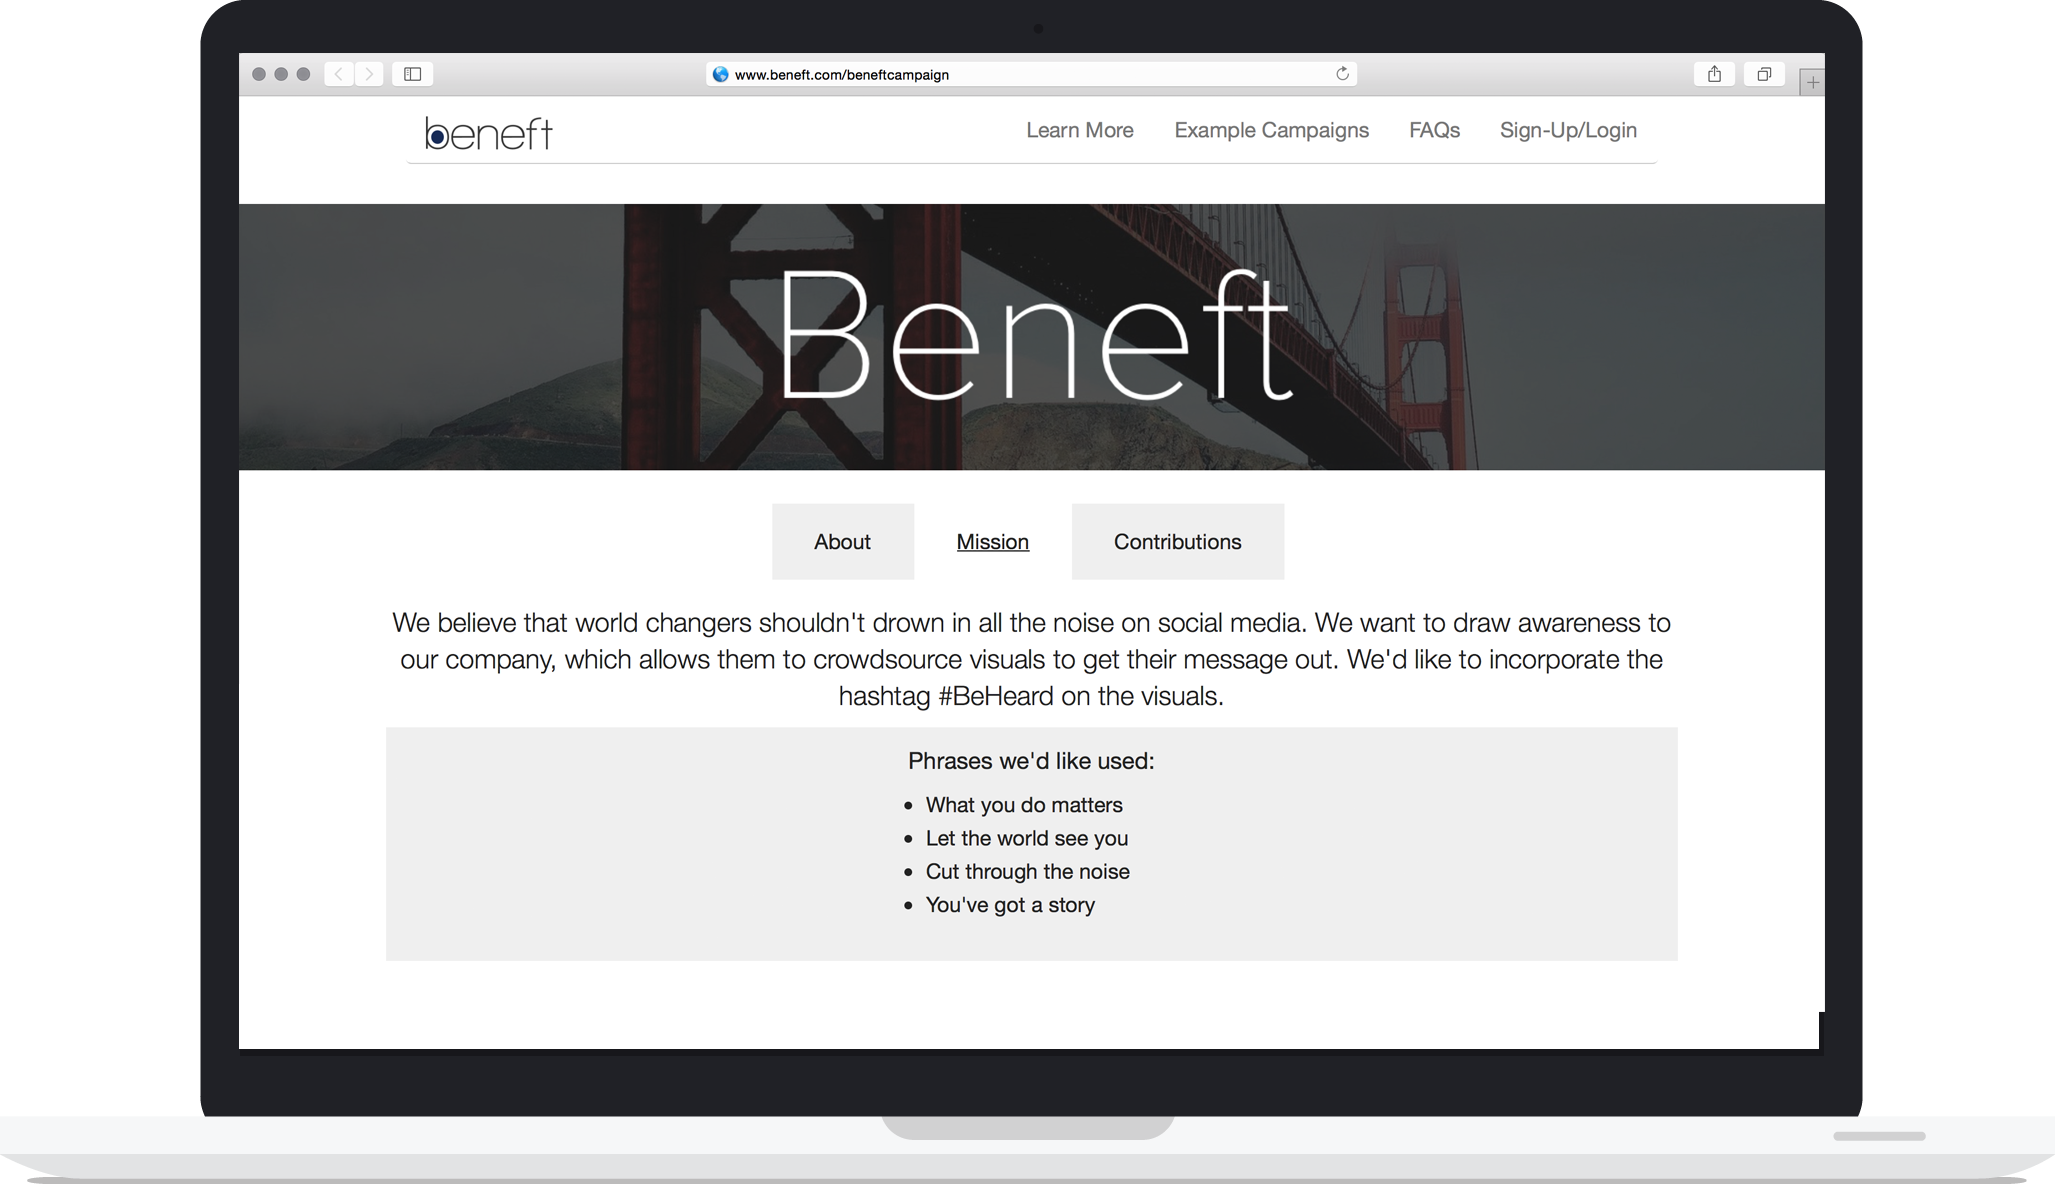 www.beneft.com/beneftcampaign
beneft
Learn More Example Campaigns FAQs Sign-Up/Login
Beneft
About Mission Contributions
We believe that world changers shouldn't drown in all the noise on social media. We want to draw awareness to
our company, which allows them to crowdsource visuals to get their message out. We'd like to incorporate the
hashtag #BeHeard on the visuals.
Phrases we'd like used:
• What you do matters
• Let the world see you
• Cut through the noise
• You've got a story